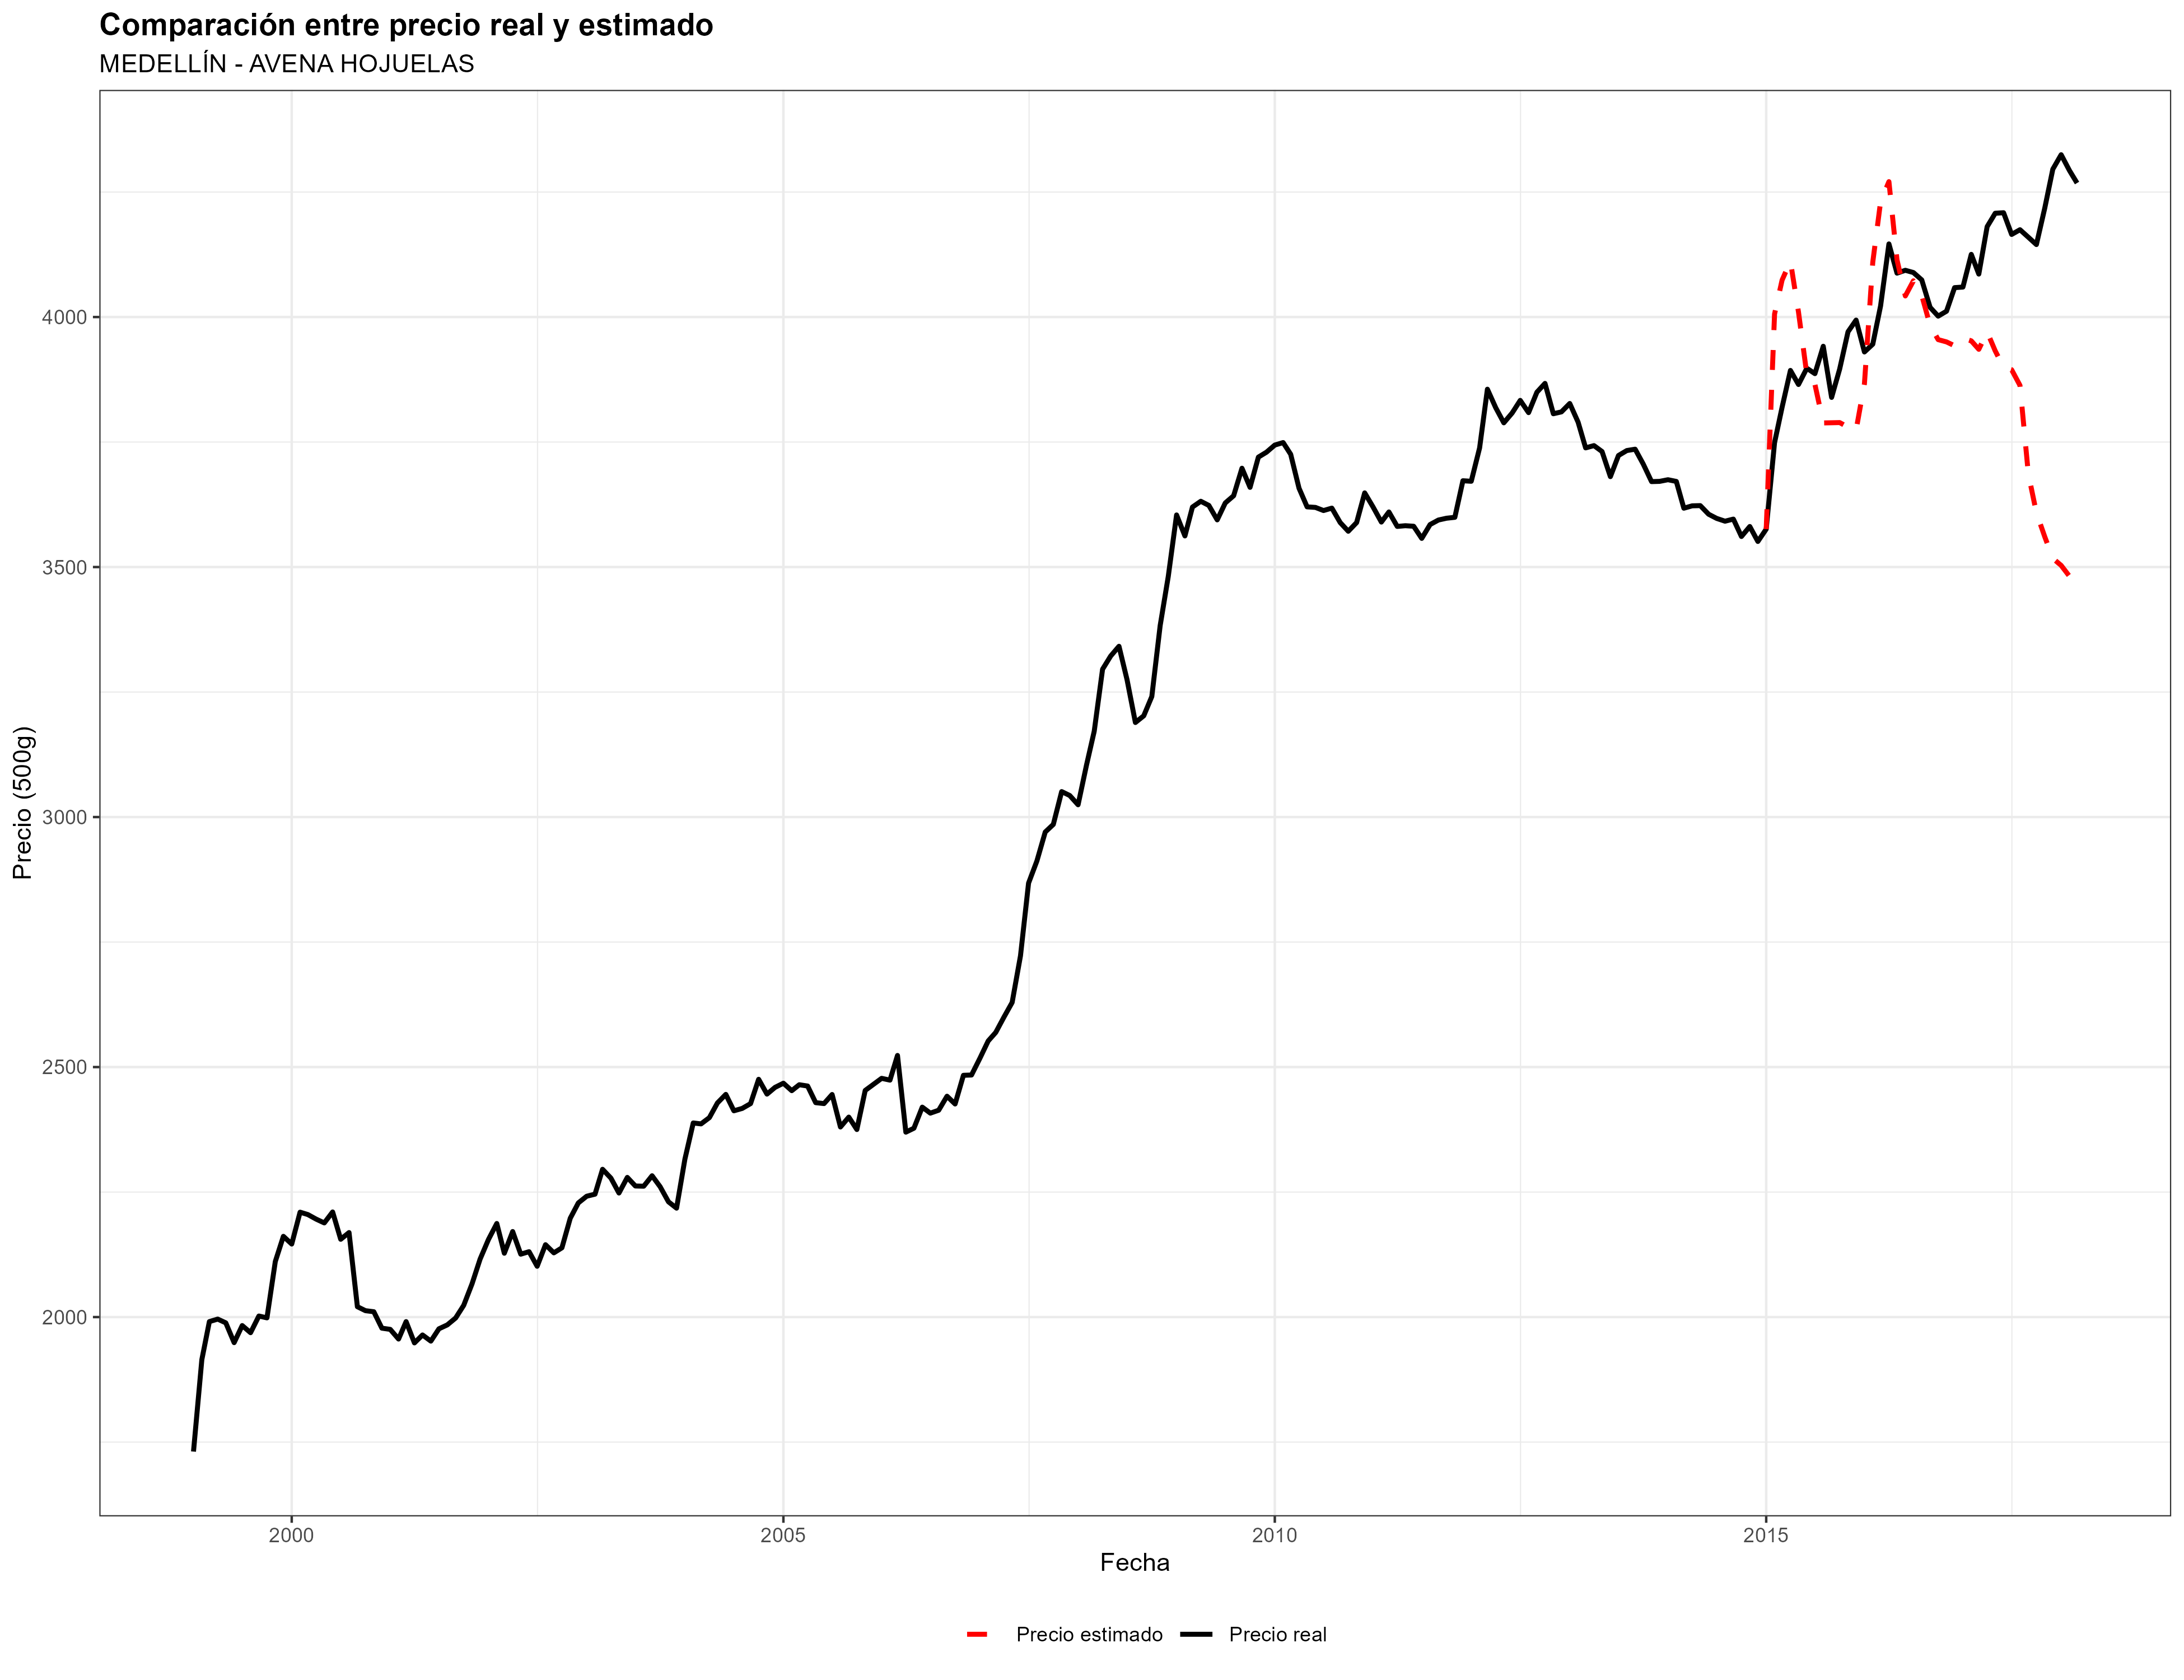 Comparación entre precio real y estimado
MEDELLÍN - AVENA HOJUELAS
Precio (500g)
4000
3500
3000
2500
2000
2000
2005
2010
2015
Fecha
Precio estimado
Precio real